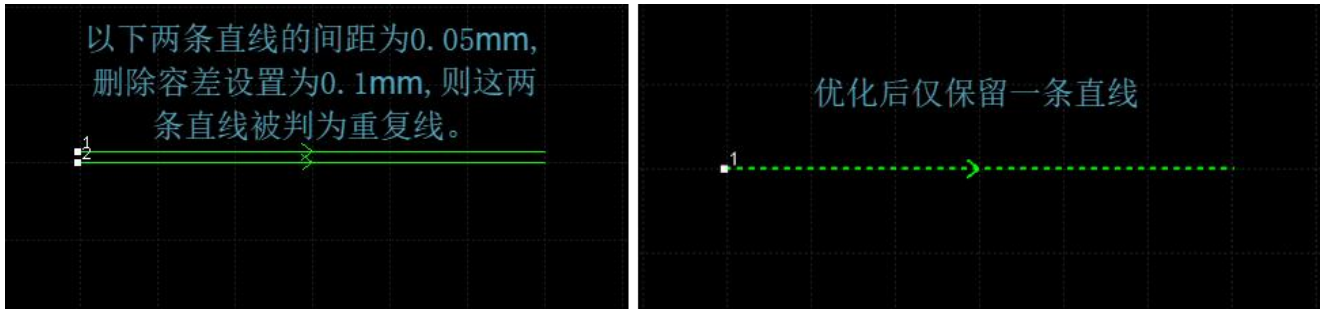 以下两条直线的间距为0.05mm,
删除容差设置为0.1mm,则这两
条直线被判为重复线。
1
2
优化后仅保留一条直线
1